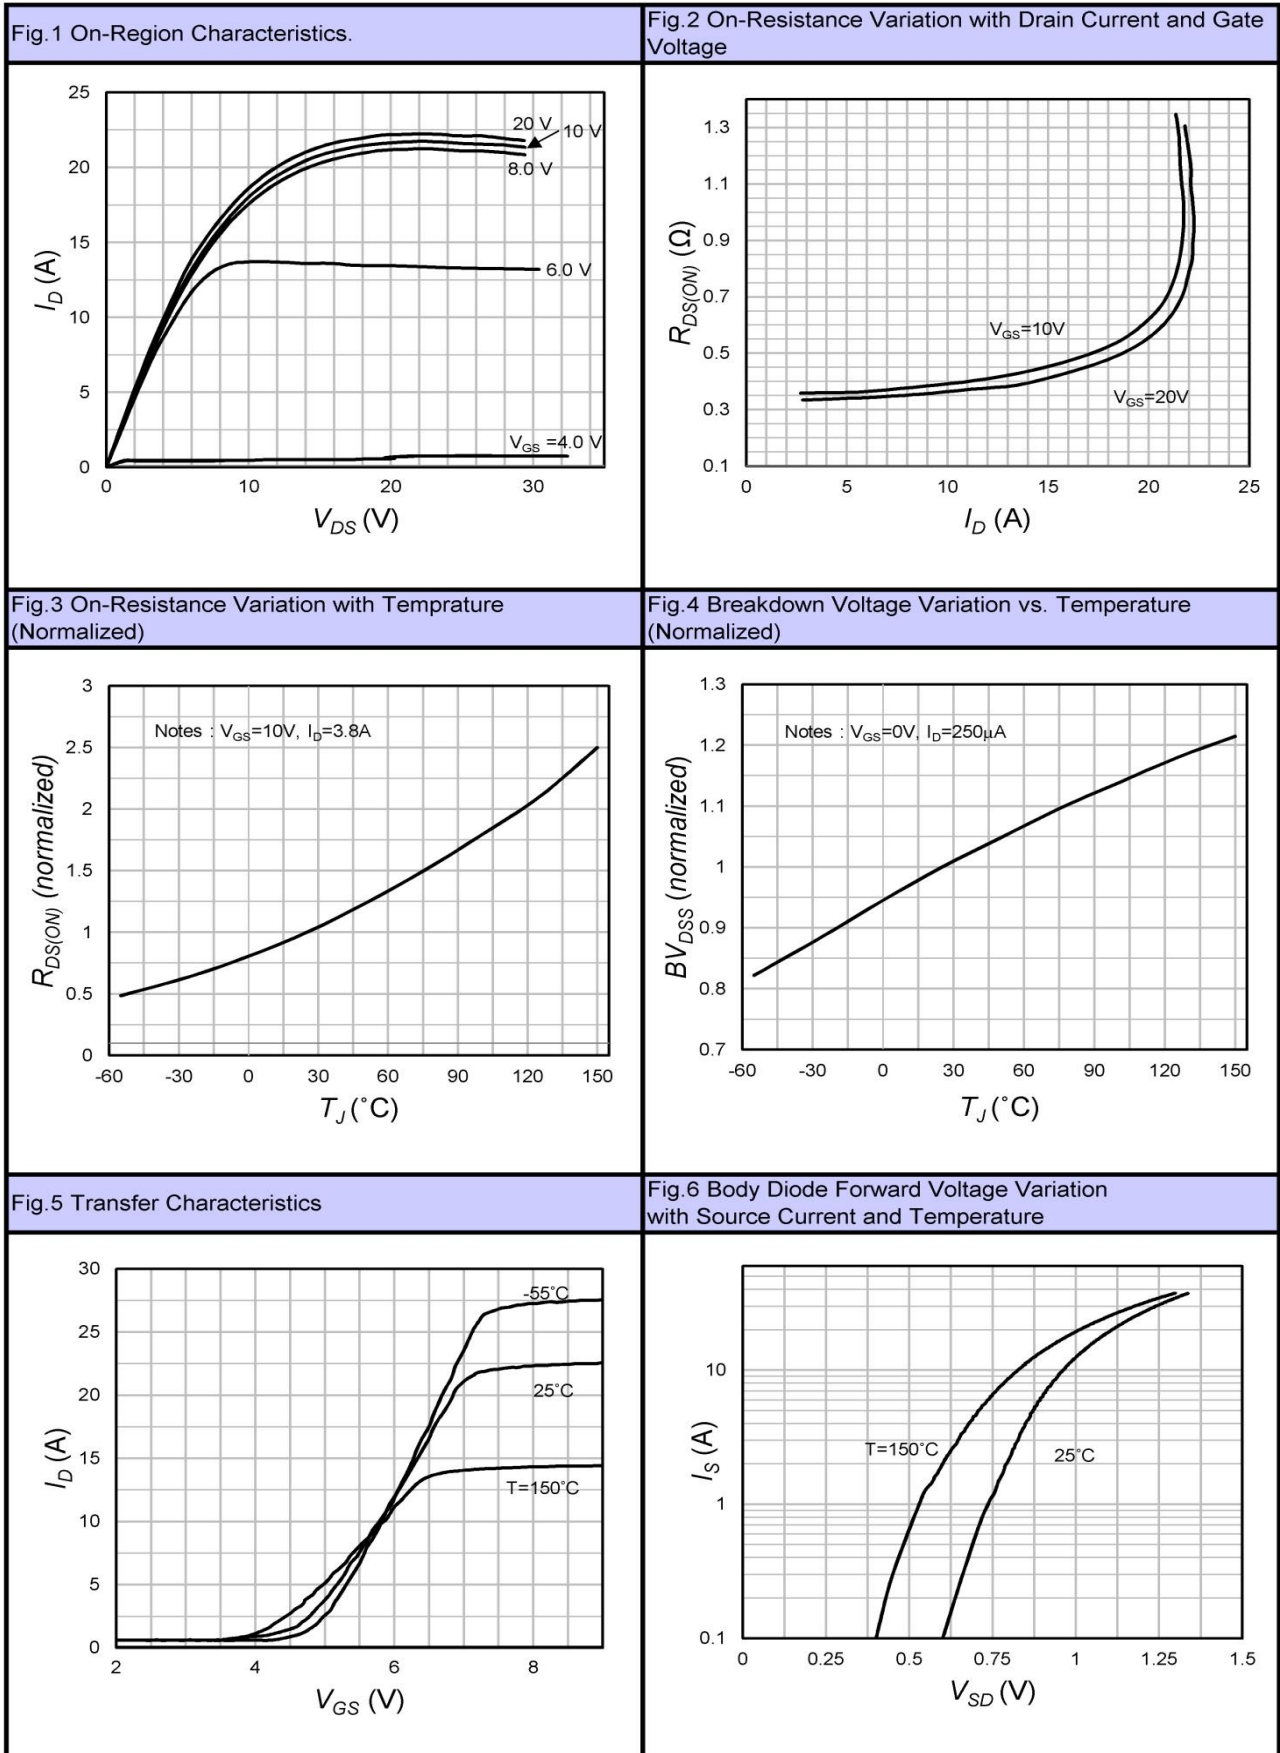 Fig.1 On-Region Characteristics.
25
20
15
10
5
0
0 10 20 30
I_D (A)
V_DS (V)
20 V
10 V
8.0 V
6.0 V
V_GS =4.0 V
Fig.2 On-Resistance Variation with Drain Current and Gate
Voltage
1.3
1.1
0.9
0.7
0.5
0.3
0.1
0 5 10 15 20 25
R_DS(ON) (Ω)
I_D (A)
V_GS=10V
V_GS=20V
Fig.3 On-Resistance Variation with Temprature
(Normalized)
3
2.5
2
1.5
1
0.5
0
-60 -30 0 30 60 90 120 150
R_DS(ON) (normalized)
T_J (°C)
Notes : V_GS=10V, I_D=3.8A
Fig.4 Breakdown Voltage Variation vs. Temperature
(Normalized)
1.3
1.2
1.1
1
0.9
0.8
0.7
-60 -30 0 30 60 90 120 150
BV_DSS (normalized)
T_J (°C)
Notes : V_GS=0V, I_D=250µA
Fig.5 Transfer Characteristics
30
25
20
15
10
5
0
2 4 6 8
I_D (A)
V_GS (V)
-55°C
25°C
T=150°C
Fig.6 Body Diode Forward Voltage Variation
with Source Current and Temperature
10
1
0.1
0 0.25 0.5 0.75 1 1.25 1.5
I_S (A)
V_SD (V)
T=150°C
25°C